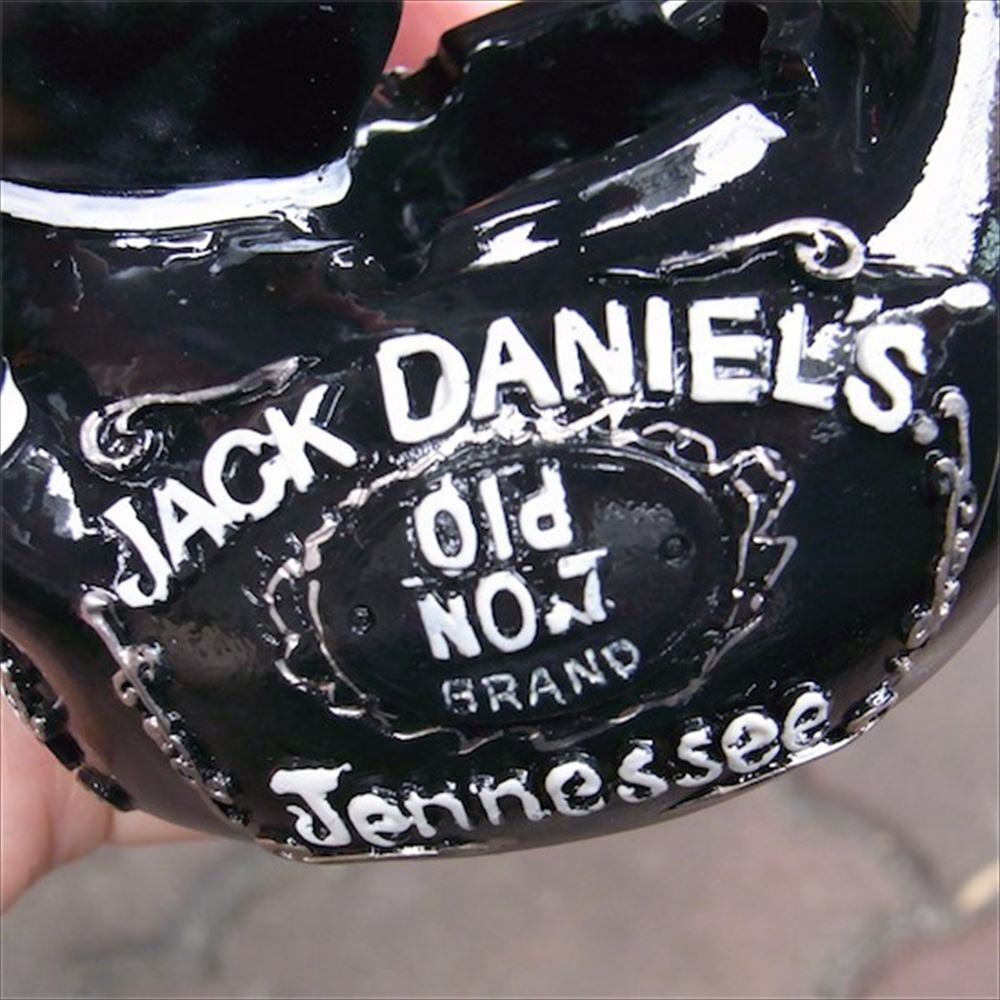 JACK DANIEL'S
Old
NO.7
BRAND
Tennessee